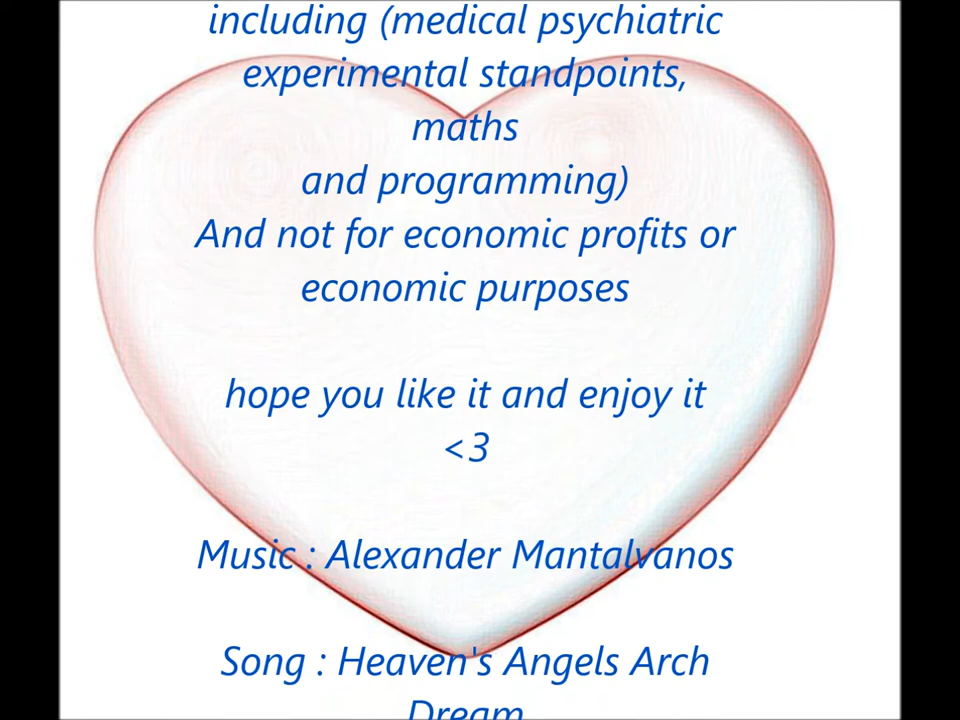 including (medical psychiatric
experimental standpoints,
maths
and programming)
And not for economic profits or
economic purposes
hope you like it and enjoy it
<3
Music : Alexander Mantalvanos
Song : Heaven's Angels Arch
Dream